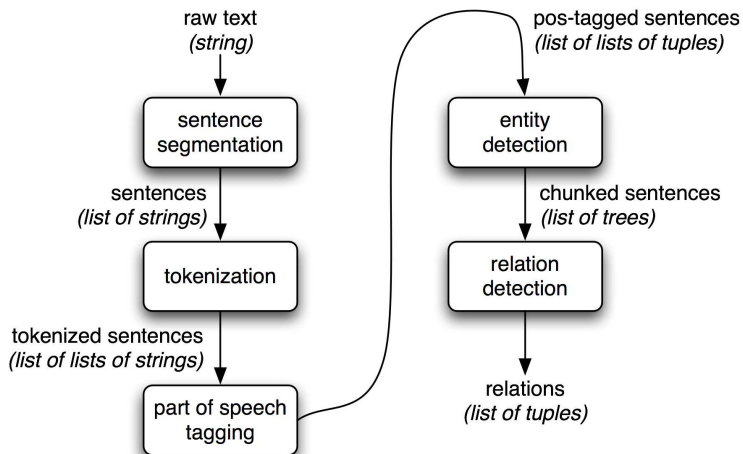 raw text
(string)
sentence
segmentation
sentences
(list of strings)
tokenization
tokenized sentences
(list of lists of strings)
part of speech
tagging
pos-tagged sentences
(list of lists of tuples)
entity
detection
chunked sentences
(list of trees)
relation
detection
relations
(list of tuples)